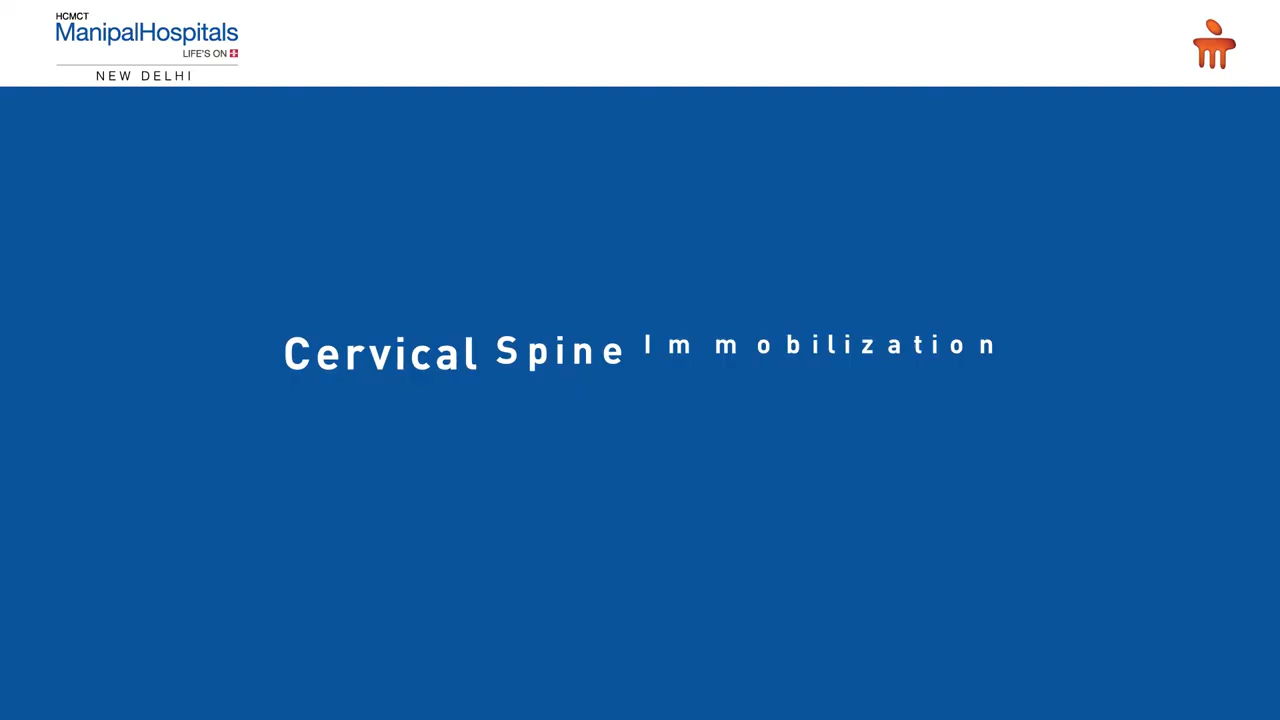 HCMCT
ManipalHospitals
LIFE'S ON
NEW DELHI
Cervical Spine Immobilization